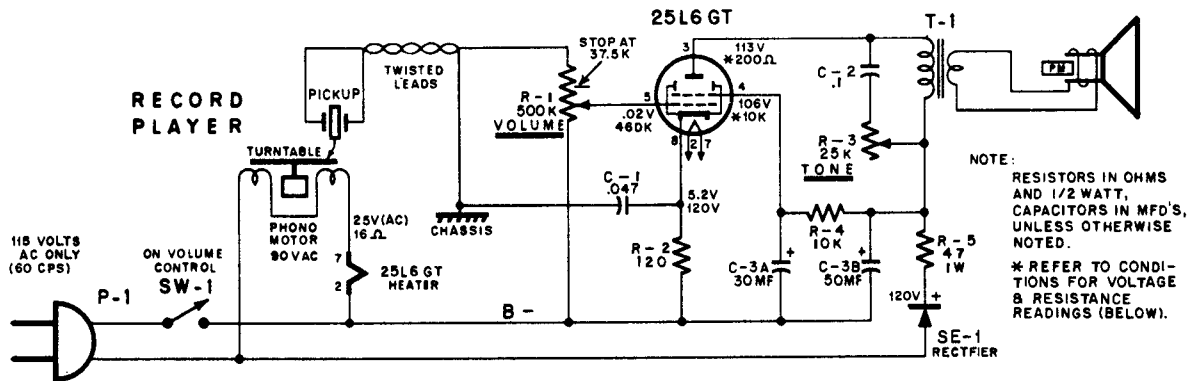 25L6 GT
T-1
STOP AT
37.5K
TWISTED
LEADS
3
113V
*200Ω
C-2
.1
PM
RECORD
PLAYER
PICKUP
R-1
500K
VOLUME
5
4
.02V
460K
106V
*10K
8
2
7
R-3
25K
TONE
TURNTABLE
NOTE:
RESISTORS IN OHMS
AND 1/2 WATT,
CAPACITORS IN MFD'S,
UNLESS OTHERWISE
NOTED.
* REFER TO CONDI-
TIONS FOR VOLTAGE
& RESISTANCE
READINGS (BELOW).
C-1
.047
5.2V
120V
CHASSIS
25V(AC)
16Ω
PHONO
MOTOR
90VAC
115 VOLTS
AC ONLY
(60 CPS)
ON VOLUME
CONTROL
SW-1
P-1
7
2
25L6 GT
HEATER
R-2
120
R-4
10K
R-5
47
1W
+
C-3A
30MF
+
C-3B
50MF
120V
+
B-
SE-1
RECTFIER